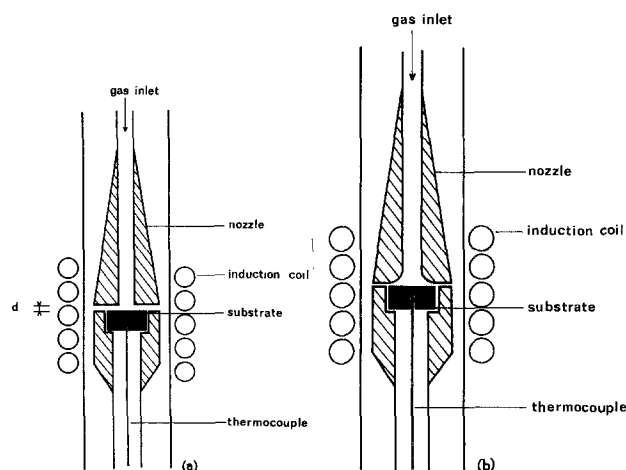 gas inlet
nozzle
induction coil
d
substrate
thermocouple
(a)
gas inlet
nozzle
induction coil
substrate
thermocouple
(b)